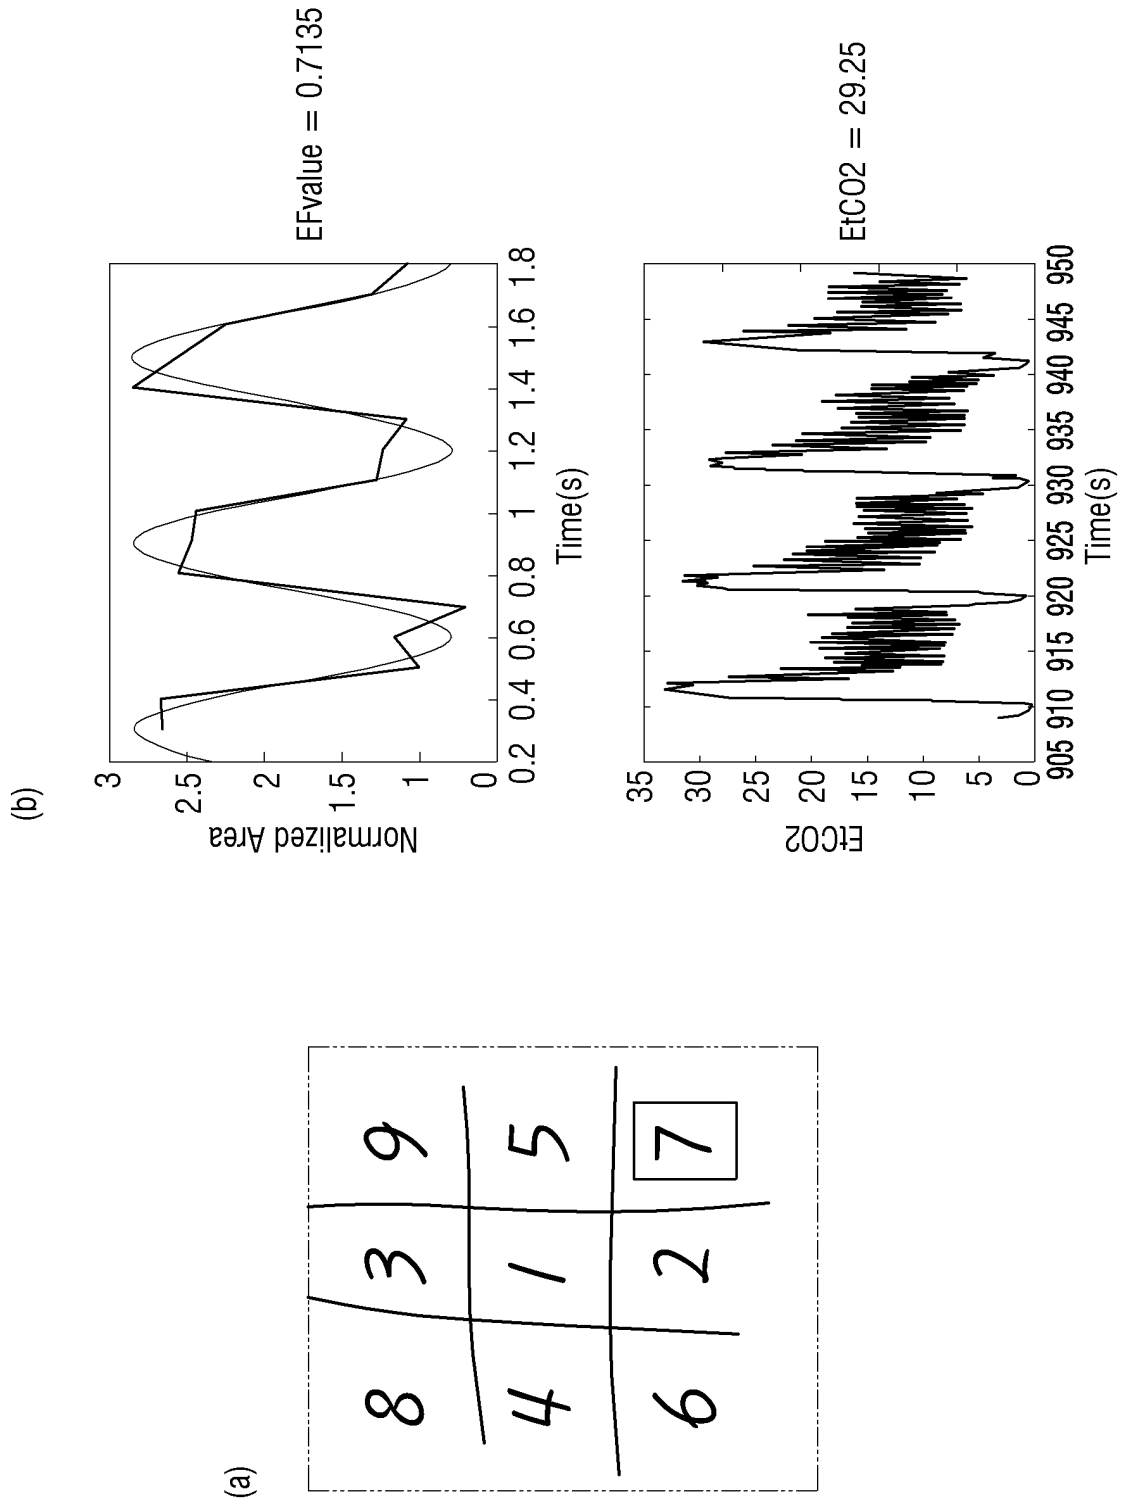 (a)
8 3 9
4 1 5
6 2 7
(b)
EFvalue = 0.7135
Normalized Area
3
2.5
2
1.5
1
0
0.2 0.4 0.6 0.8 1 1.2 1.4 1.6 1.8
Time(s)
EtCO2 = 29.25
EtCO2
35
30
25
20
15
10
5
0
905 910 915 920 925 930 935 940 945 950
Time(s)